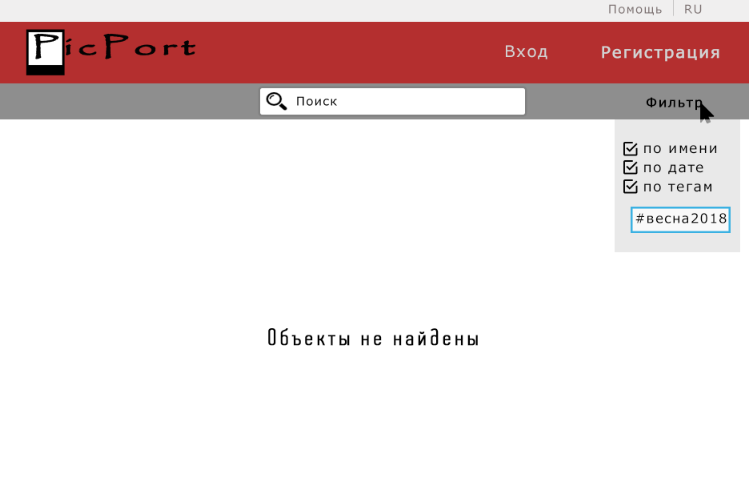 Помощь RU
PicPort Вход Регистрация
Поиск Фильтр
по имени
по дате
по тегам
#весна2018
Объекты не найдены